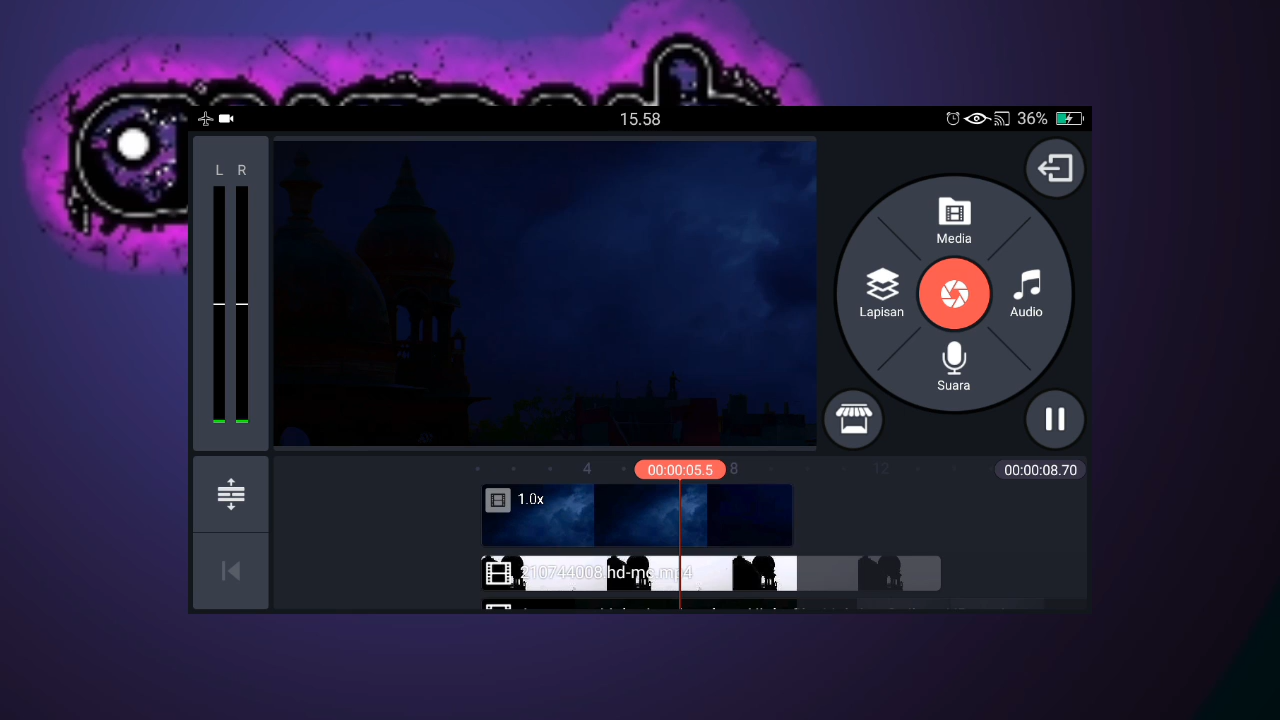 15.58
36%
L R
Media
Lapisan
Audio
Suara
4
00:00:05.5
8
12
00:00:08.70
1.0x
210744008.hd-mo.mp4